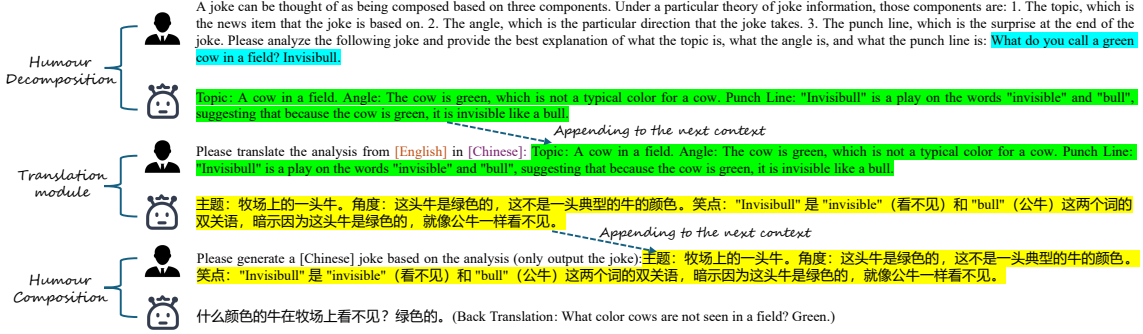 A joke can be thought of as being composed based on three components. Under a particular theory of joke information, those components are: 1. The topic, which is
the news item that the joke is based on. 2. The angle, which is the particular direction that the joke takes. 3. The punch line, which is the surprise at the end of the
joke. Please analyze the following joke and provide the best explanation of what the topic is, what the angle is, and what the punch line is: What do you call a green
cow in a field? Invisibull.
Humour
Decomposition
Topic: A cow in a field. Angle: The cow is green, which is not a typical color for a cow. Punch Line: "Invisibull" is a play on the words "invisible" and "bull",
suggesting that because the cow is green, it is invisible like a bull.
Appending to the next context
Please translate the analysis from [English] in [Chinese]: Topic: A cow in a field. Angle: The cow is green, which is not a typical color for a cow. Punch Line:
"Invisibull" is a play on the words "invisible" and "bull", suggesting that because the cow is green, it is invisible like a bull.
Translation
module
主题：牧场上的一头牛。角度：这头牛是绿色的，这不是一头典型的牛的颜色。笑点："Invisibull" 是 "invisible"（看不见）和 "bull"（公牛）这两个词的
双关语，暗示因为这头牛是绿色的，就像公牛一样看不见。
Appending to the next context
Please generate a [Chinese] joke based on the analysis (only output the joke):主题：牧场上的一头牛。角度：这头牛是绿色的，这不是一头典型的牛的颜色。
笑点："Invisibull" 是 "invisible"（看不见）和 "bull"（公牛）这两个词的双关语，暗示因为这头牛是绿色的，就像公牛一样看不见。
Humour
Composition
什么颜色的牛在牧场上看不见？绿色的。(Back Translation: What color cows are not seen in a field? Green.)